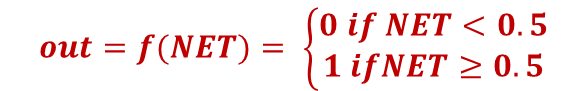 out = f(NET) = {0 if NET < 0.5
1 ifNET ≥ 0.5